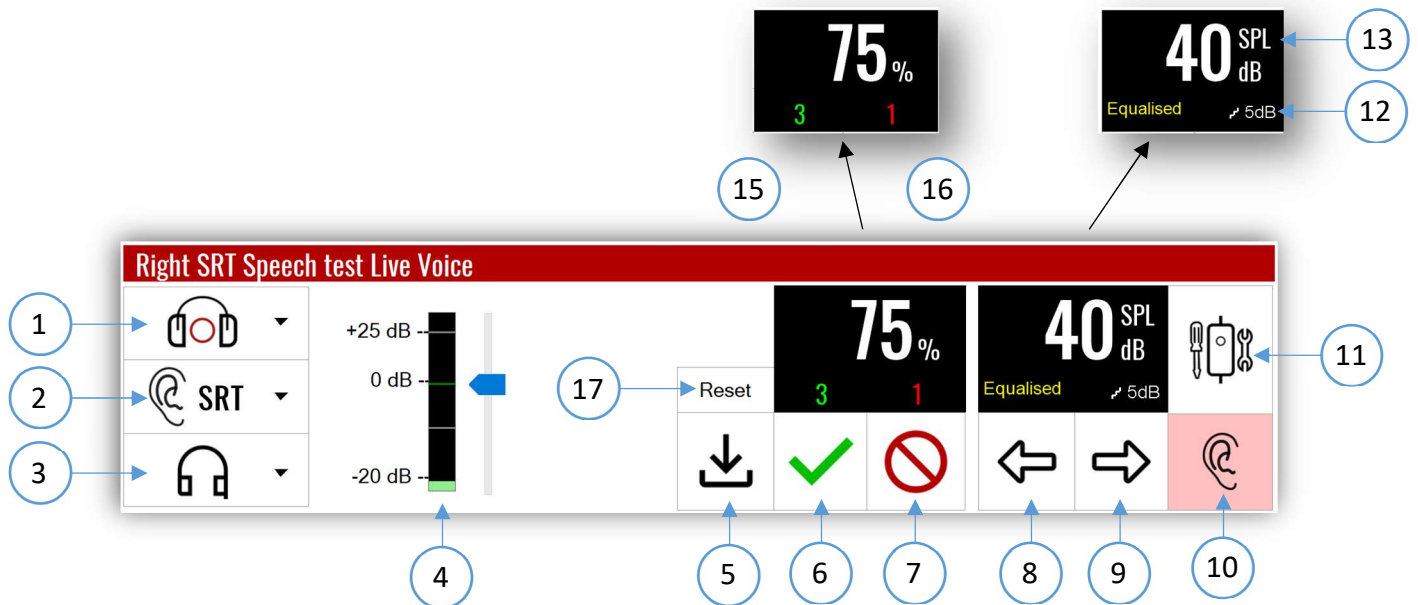 75 %
3 1
40 SPL dB
Equalised 5dB
13
12
15
16
Right SRT Speech test Live Voice
1
2
SRT
3
+25 dB
0 dB
-20 dB
4
17
Reset
75 %
3 1
40 SPL dB
Equalised 5dB
11
5
6
7
8
9
10